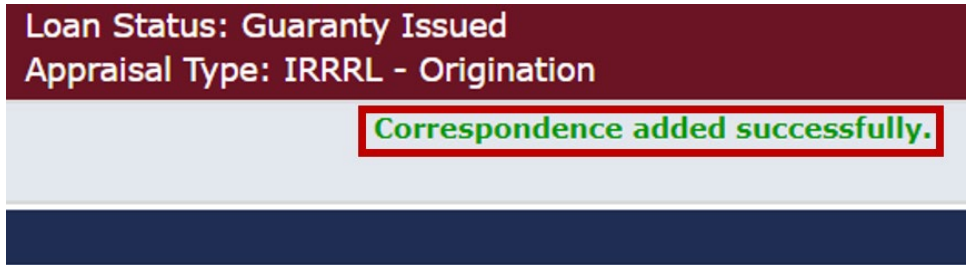 Loan Status: Guaranty Issued
Appraisal Type: IRRRL - Origination
Correspondence added successfully.